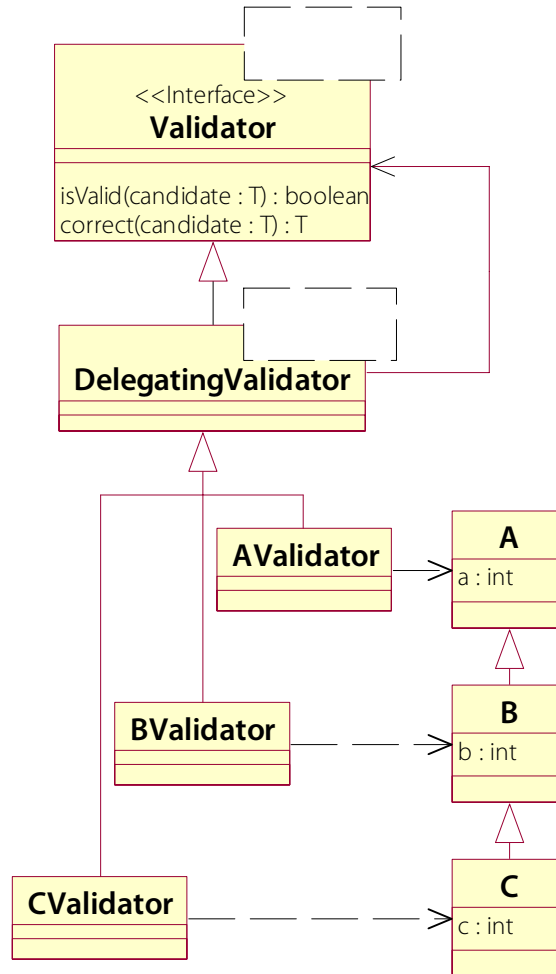 <<Interface>>
Validator
isValid(candidate : T) : boolean
correct(candidate : T) : T
DelegatingValidator
AValidator
A
a : int
BValidator
B
b : int
CValidator
C
c : int